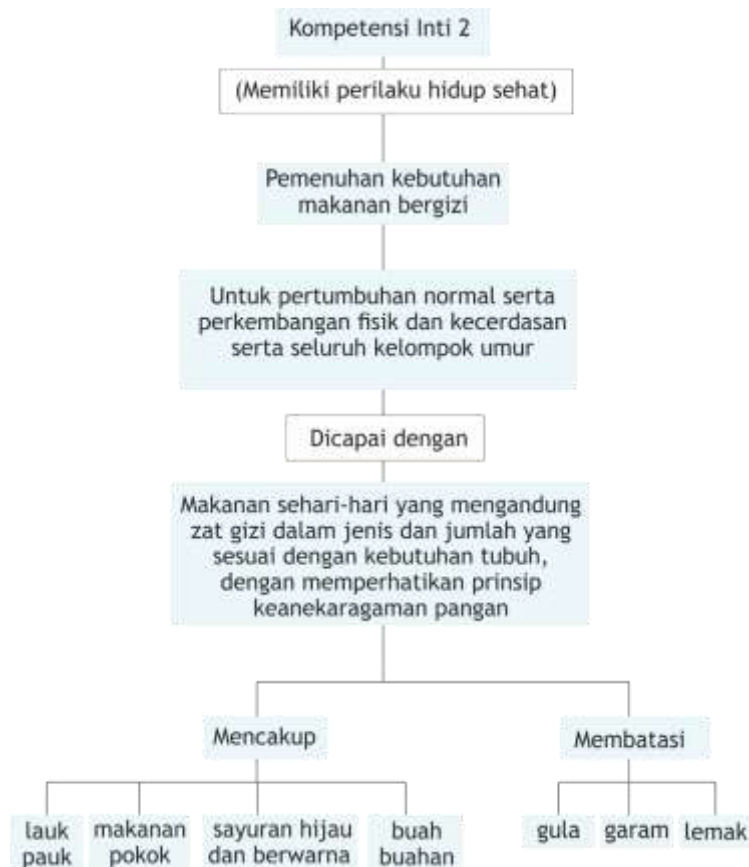 Kompetensi Inti 2
(Memiliki perilaku hidup sehat)
Pemenuhan kebutuhan
makanan bergizi
Untuk pertumbuhan normal serta
perkembangan fisik dan kecerdasan
serta seluruh kelompok umur
Dicapai dengan
Makanan sehari-hari yang mengandung
zat gizi dalam jenis dan jumlah yang
sesuai dengan kebutuhan tubuh,
dengan memperhatikan prinsip
keanekaragaman pangan
Mencakup
Membatasi
lauk
pauk
makanan
pokok
sayuran hijau
dan berwarna
buah
buahan
gula
garam
lemak